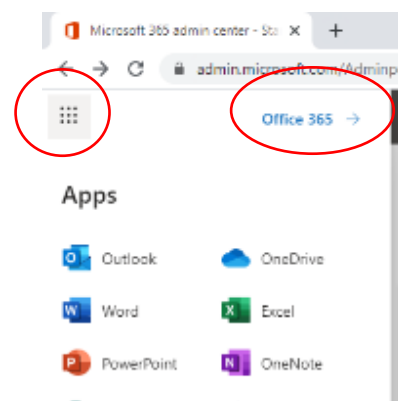 Microsoft 365 admin center - Sta
admin.microsoft.com/Adminp
Office 365 →
Apps
Outlook OneDrive
Word Excel
PowerPoint OneNote